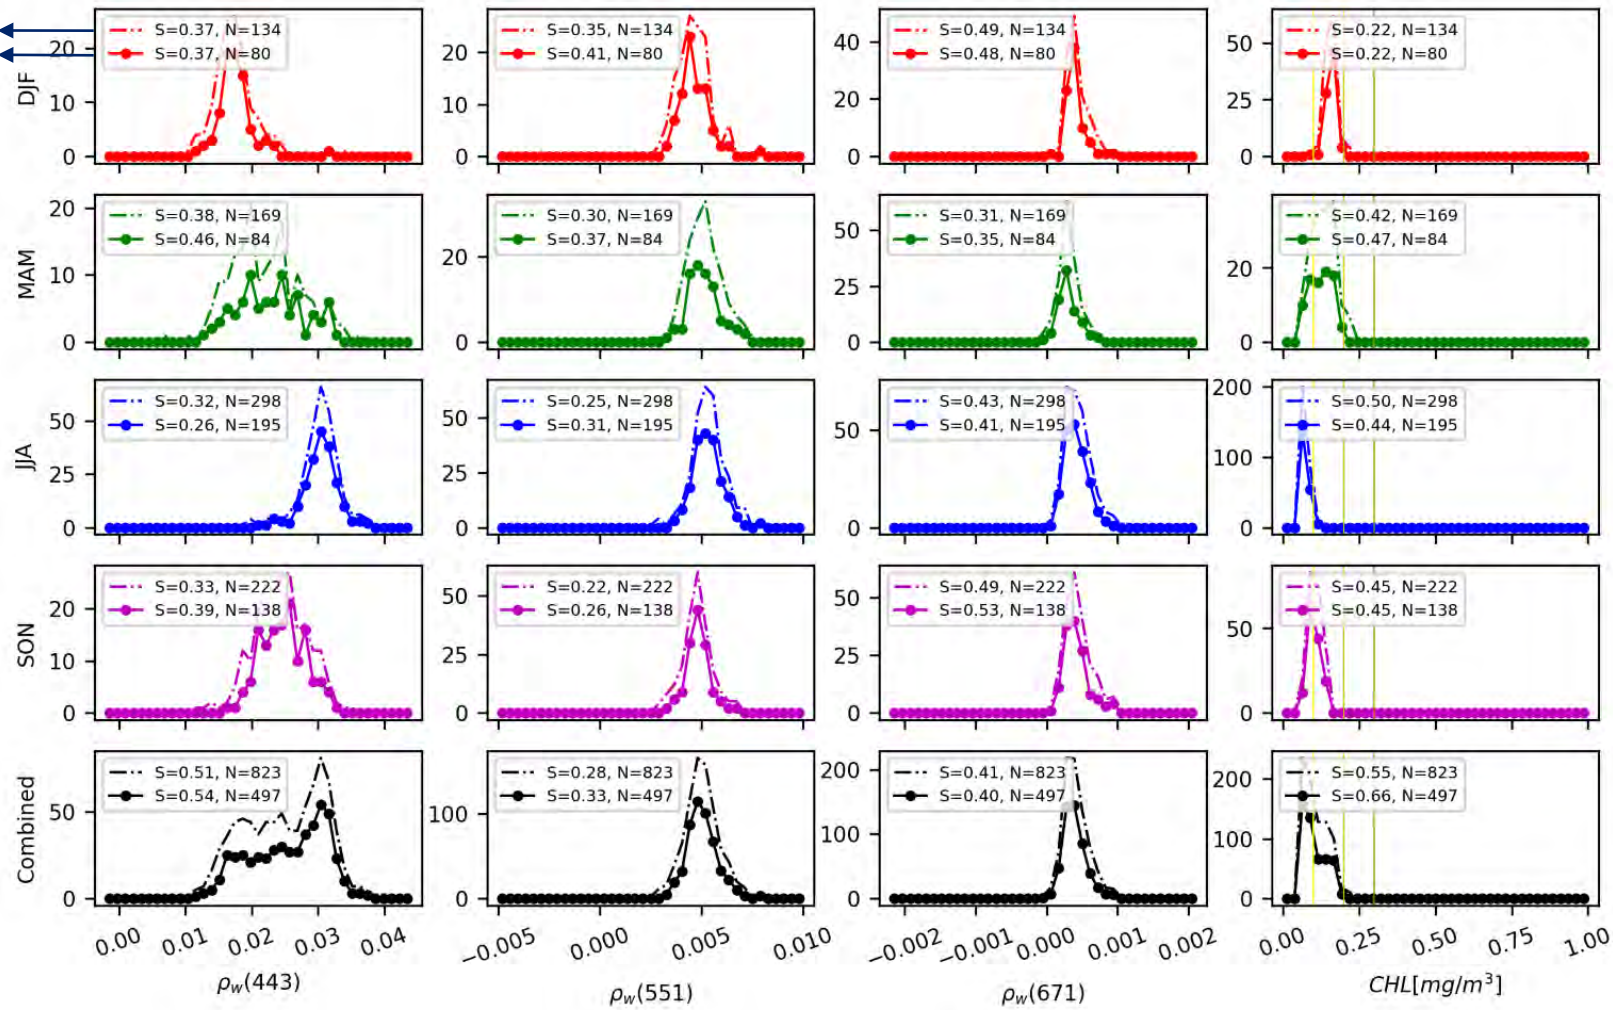 DJF
S=0.37, N=134
S=0.37, N=80
20
10
0
S=0.35, N=134
S=0.41, N=80
20
10
0
S=0.49, N=134
S=0.48, N=80
40
20
0
S=0.22, N=134
S=0.22, N=80
50
25
0
MAM
S=0.38, N=169
S=0.46, N=84
20
10
0
S=0.30, N=169
S=0.37, N=84
20
0
S=0.31, N=169
S=0.35, N=84
50
25
0
S=0.42, N=169
S=0.47, N=84
20
0
JJA
S=0.32, N=298
S=0.26, N=195
50
25
0
S=0.25, N=298
S=0.31, N=195
50
25
0
S=0.43, N=298
S=0.41, N=195
50
0
S=0.50, N=298
S=0.44, N=195
200
100
0
SON
S=0.33, N=222
S=0.39, N=138
20
10
0
S=0.22, N=222
S=0.26, N=138
50
25
0
S=0.49, N=222
S=0.53, N=138
50
25
0
S=0.45, N=222
S=0.45, N=138
50
0
Combined
S=0.51, N=823
S=0.54, N=497
50
0
S=0.28, N=823
S=0.33, N=497
100
0
S=0.41, N=823
S=0.40, N=497
200
100
0
S=0.55, N=823
S=0.66, N=497
200
100
0
0.00 0.01 0.02 0.03 0.04
ρw(443)
−0.005 0.000 0.005 0.010
ρw(551)
−0.002 −0.001 0.000 0.001 0.002
ρw(671)
0.00 0.25 0.50 0.75 1.00
CHL[mg/m³]